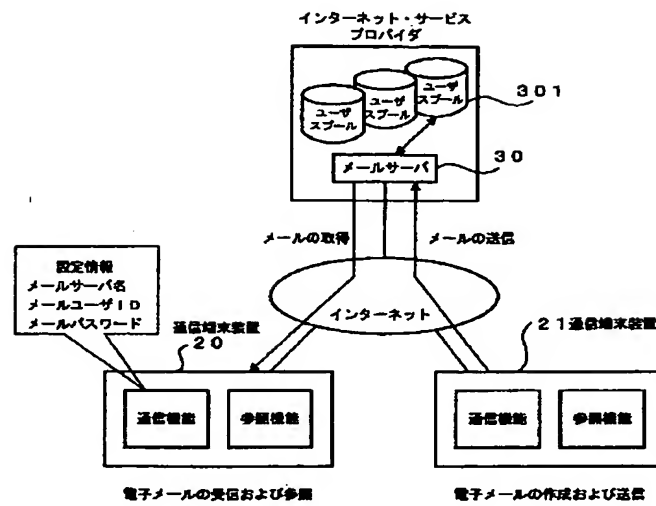 インターネット・サービス
プロバイダ
ユーザ
スプール
ユーザ
スプール
ユーザ
スプール
301
メールサーバ
30
メールの取得
メールの送信
設定情報
メールサーバ名
メールユーザID
メールパスワード
インターネット
通信端末装置
20
21通信端末装置
通信機能
参照機能
通信機能
参照機能
電子メールの受信および参照
電子メールの作成および送信